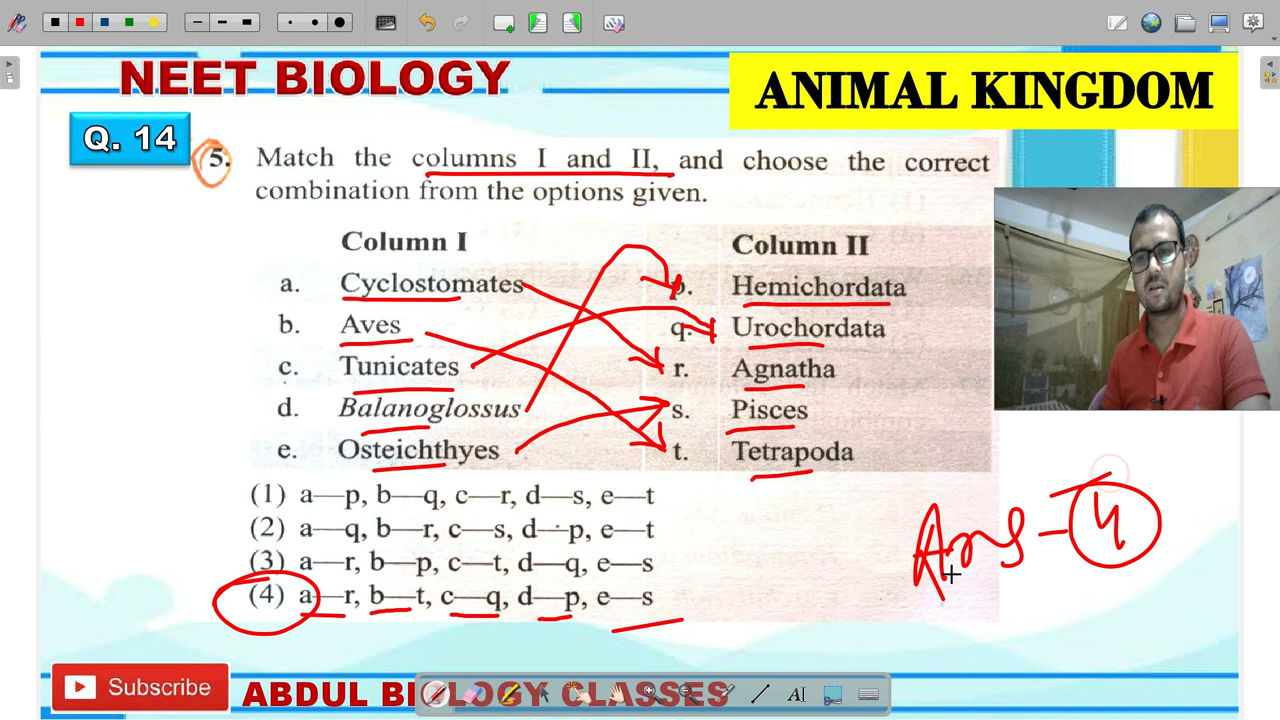 NEET BIOLOGY
ANIMAL KINGDOM
Q. 14
5. Match the columns I and II, and choose the correct
combination from the options given.
Column I Column II
a. Cyclostomates p. Hemichordata
b. Aves q. Urochordata
c. Tunicates r. Agnatha
d. Balanoglossus s. Pisces
e. Osteichthyes t. Tetrapoda
(1) a—p, b—q, c—r, d—s, e—t
(2) a—q, b—r, c—s, d—p, e—t
(3) a—r, b—p, c—t, d—q, e—s
(4) a—r, b—t, c—q, d—p, e—s
Ans - 4
Subscribe
ABDUL BIOLOGY CLASSES
AI